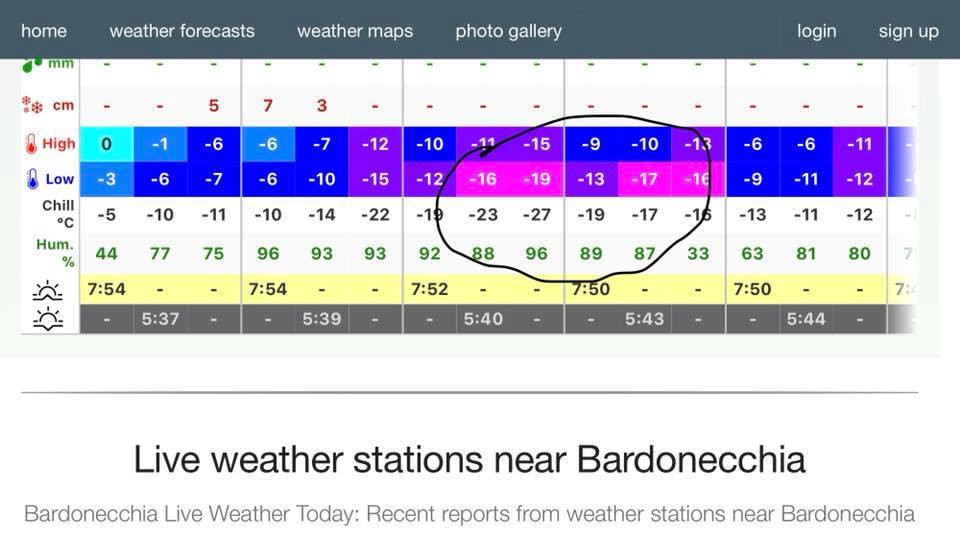 home weather forecasts weather maps photo gallery login sign up
mm - - - - - - - - - - - - - - - -
cm - - 5 7 3 - - - - - - - - - - -
High 0 -1 -6 -6 -7 -12 -10 -11 -15 -9 -10 -13 -6 -6 -11
Low -3 -6 -7 -6 -10 -15 -12 -16 -19 -13 -17 -16 -9 -11 -12
Chill
°C -5 -10 -11 -10 -14 -22 -19 -23 -27 -19 -17 -16 -13 -11 -12
Hum.
% 44 77 75 96 93 93 92 88 96 89 87 33 63 81 80
7:54 - - 7:54 - - 7:52 - - 7:50 - - 7:50 - -
- 5:37 - - 5:39 - - 5:40 - - 5:43 - - 5:44 - -
Live weather stations near Bardonecchia
Bardonecchia Live Weather Today: Recent reports from weather stations near Bardonecchia